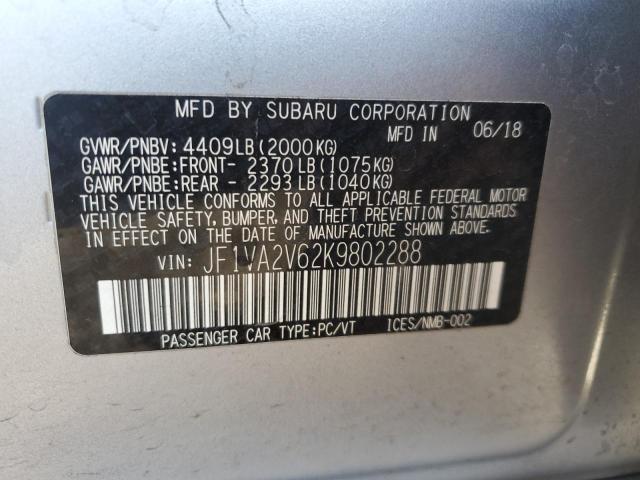 MFD BY SUBARU CORPORATION
MFD IN 06/18
GVWR/PNBV: 4409LB(2000KG)
GAWR/PNBE:FRONT- 2370LB(1075KG)
GAWR/PNBE:REAR - 2293LB(1040KG)
THIS VEHICLE CONFORMS TO ALL APPLICABLE FEDERAL MOTOR
VEHICLE SAFETY, BUMPER, AND THEFT PREVENTION STANDARDS
IN EFFECT ON THE DATE OF MANUFACTURE SHOWN ABOVE.
VIN: JF1VA2V62K9802288
PASSENGER CAR TYPE:PC/VT ICES/NMB-002